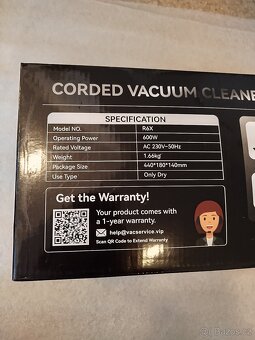 CORDED VACUUM CLEANE
SPECIFICATION
Model NO. R6X
Operating Power 600W
Rated Voltage AC 230V~50Hz
Weight 1.66kg
Package Size 440*180*140mm
Use Type Only Dry
Get the Warranty!
Your product comes with
a 1-year warranty.
help@vacservice.vip
Scan QR Code to Extend Warranty